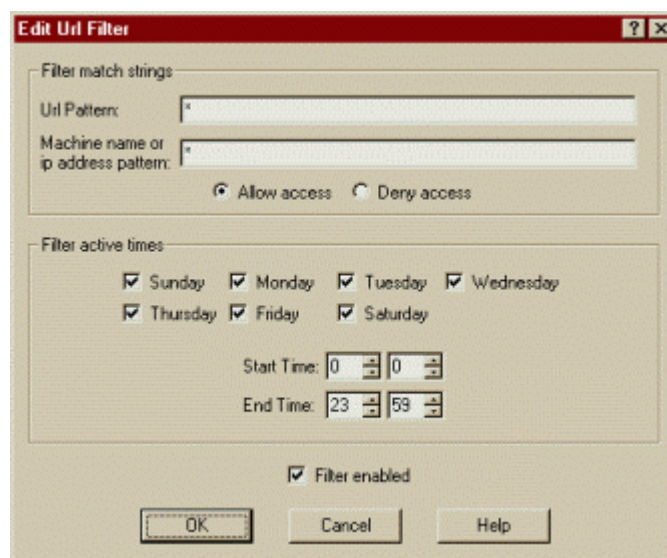 Edit Url Filter
Filter match strings
Url Pattern: *
Machine name or
ip address pattern: *
Allow access Deny access
Filter active times
Sunday Monday Tuesday Wednesday
Thursday Friday Saturday
Start Time: 0 0
End Time: 23 59
Filter enabled
OK Cancel Help